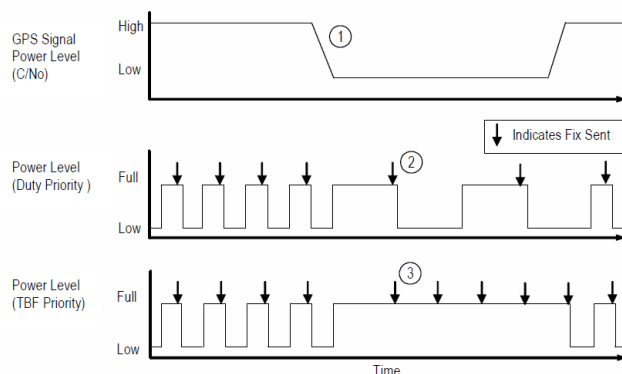 GPS Signal
Power Level
(C/No)
High
Low
1
Indicates Fix Sent
Power Level
(Duty Priority )
Full
Low
2
Power Level
(TBF Priority)
Full
Low
3
Time